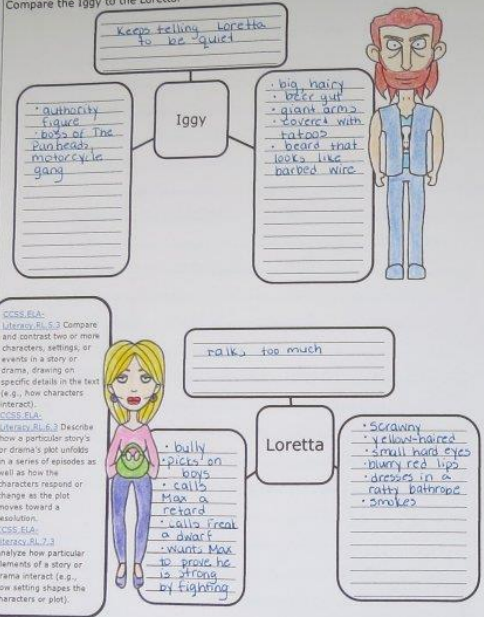 Compare the Iggy to the Loretta.
Keeps telling Loretta
to be quiet
• authority
figure
• boss of The
Panheads
motorcycle
gang
Iggy
• big, hairy
• beer gut
• giant arms
• covered with
tatoos
• beard that
looks like
barbed wire
CCSS.ELA-
Literacy.RL.5.3 Compare
and contrast two or more
characters, settings, or
events in a story or
drama, drawing on
specific details in the text
(e.g., how characters
interact).
CCSS.ELA-
Literacy.RL.6.3 Describe
how a particular story's
or drama's plot unfolds
in a series of episodes as
well as how the
characters respond or
change as the plot
moves toward a
resolution.
CCSS.ELA-
Literacy.RL.7.3
Analyze how particular
elements of a story or
drama interact (e.g.,
how setting shapes the
characters or plot).
talks too much
• bully
• picks on
boys
• calls
Max a
retard
• calls Freak
a dwarf
• wants Max
to prove he
is strong
by fighting
Loretta
• scrawny
• yellow-haired
• small hard eyes
• blurry red lips
• dresses in a
ratty bathrobe
• smokes